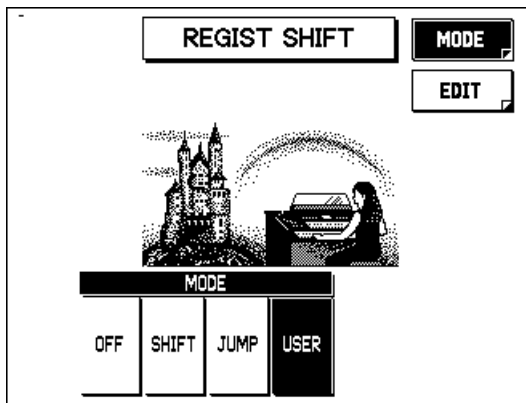 REGIST SHIFT
MODE
EDIT
MODE
OFF SHIFT JUMP USER